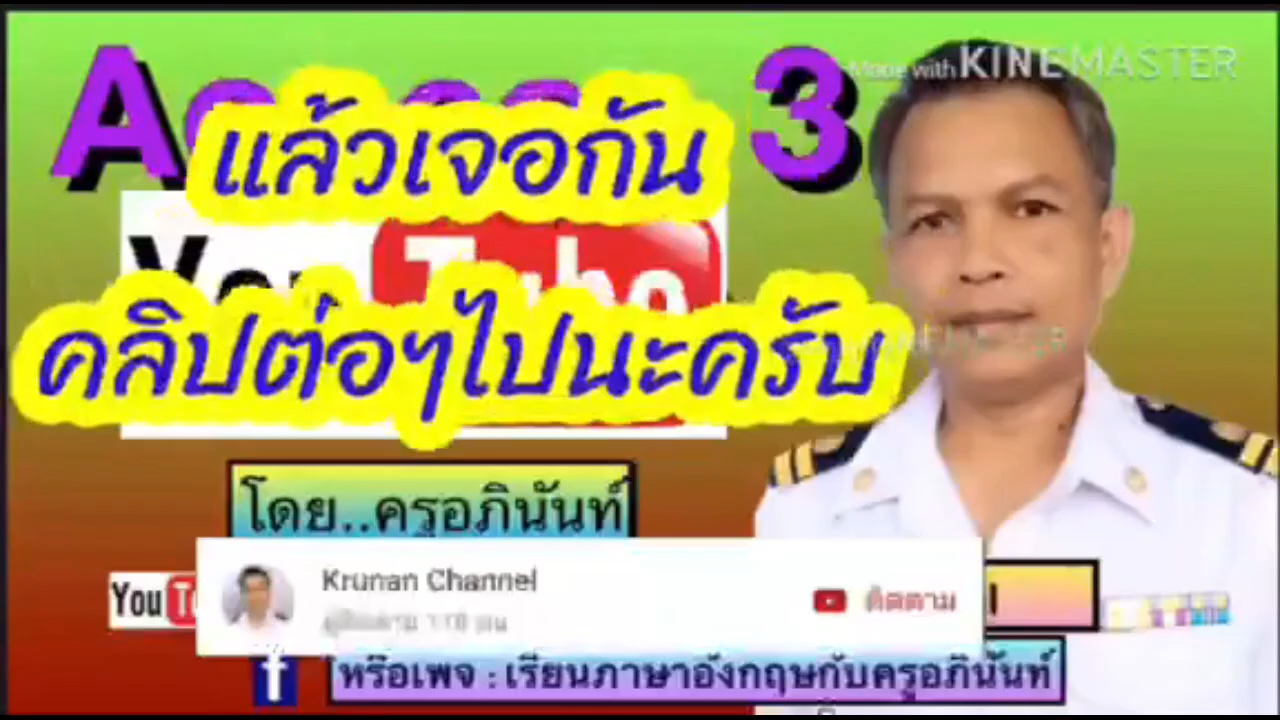 3
Made with KINEMASTER
แล้วเจอกัน
YouTube
คลิปต่อๆไปนะครับ
โดย..ครูอภินันท์
Krunan Channel
ติดตาม
You
หรือเพจ : เรียนภาษาอังกฤษกับครูอภินันท์